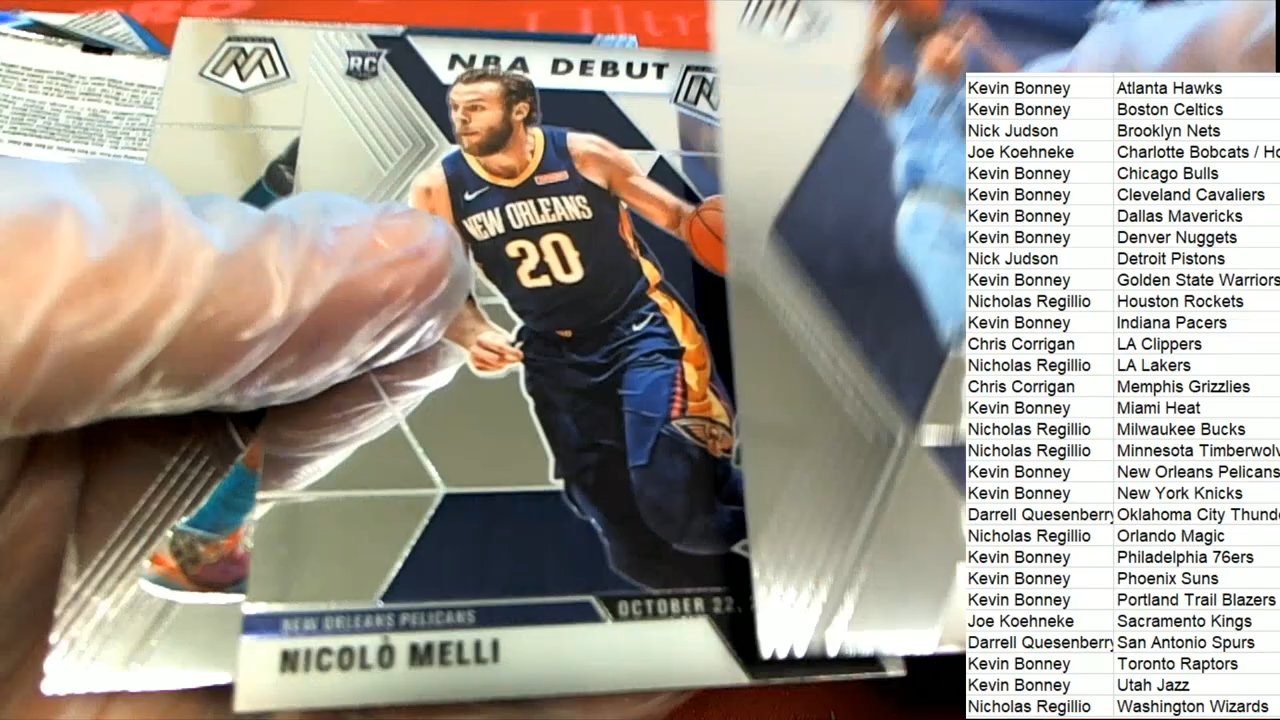 Ultra
RC
NBA DEBUT
NEW ORLEANS
20
NEW ORLEANS PELICANS
OCTOBER 22,
NICOLÒ MELLI
Kevin Bonney Atlanta Hawks
Kevin Bonney Boston Celtics
Nick Judson Brooklyn Nets
Joe Koehneke Charlotte Bobcats / Ho
Kevin Bonney Chicago Bulls
Kevin Bonney Cleveland Cavaliers
Kevin Bonney Dallas Mavericks
Kevin Bonney Denver Nuggets
Nick Judson Detroit Pistons
Kevin Bonney Golden State Warriors
Nicholas Regillio Houston Rockets
Kevin Bonney Indiana Pacers
Chris Corrigan LA Clippers
Nicholas Regillio LA Lakers
Chris Corrigan Memphis Grizzlies
Kevin Bonney Miami Heat
Nicholas Regillio Milwaukee Bucks
Nicholas Regillio Minnesota Timberwolv
Kevin Bonney New Orleans Pelicans
Kevin Bonney New York Knicks
Darrell Quesenberry Oklahoma City Thunde
Nicholas Regillio Orlando Magic
Kevin Bonney Philadelphia 76ers
Kevin Bonney Phoenix Suns
Kevin Bonney Portland Trail Blazers
Joe Koehneke Sacramento Kings
Darrell Quesenberry San Antonio Spurs
Kevin Bonney Toronto Raptors
Kevin Bonney Utah Jazz
Nicholas Regillio Washington Wizards